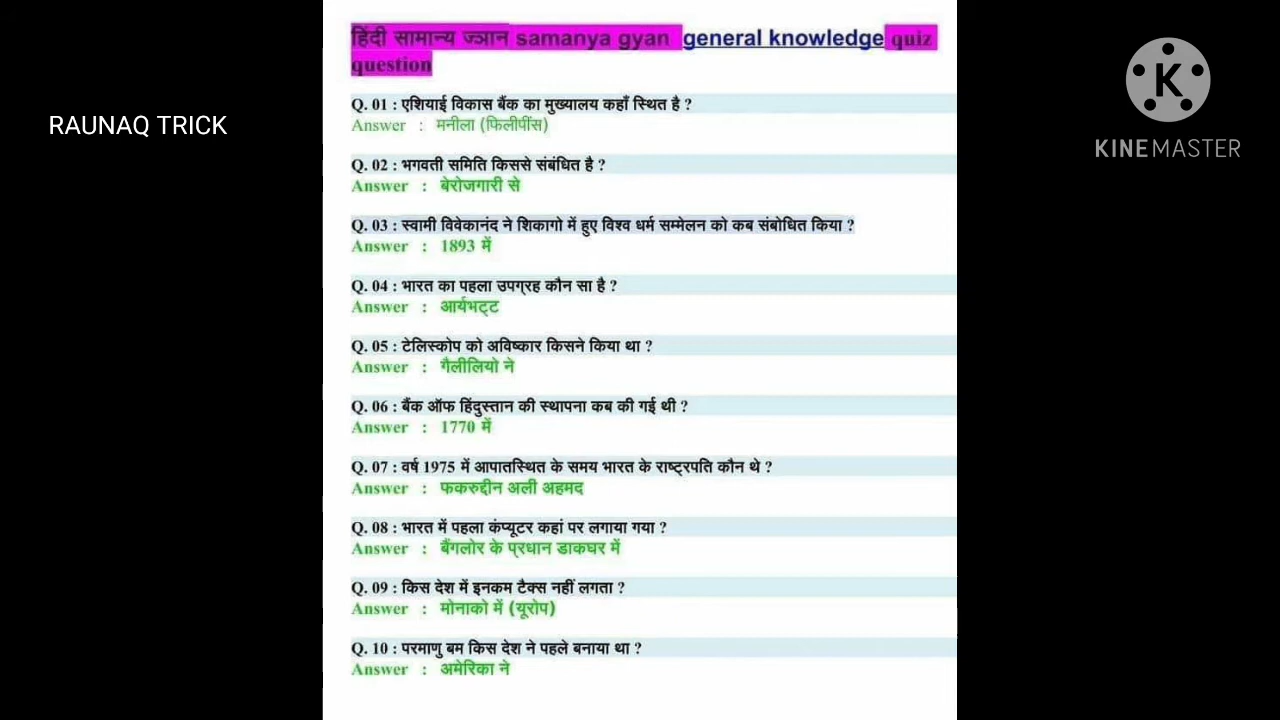 हिंदी सामान्य ज्ञान samanya gyan general knowledge quiz
question
RAUNAQ TRICK
K
KINEMASTER
Q. 01 : एशियाई विकास बैंक का मुख्यालय कहाँ स्थित है ?
Answer : मनीला (फिलीपींस)
Q. 02 : भगवती समिति किससे संबंधित है ?
Answer : बेरोजगारी से
Q. 03 : स्वामी विवेकानंद ने शिकागो में हुए विश्व धर्म सम्मेलन को कब संबोधित किया ?
Answer : 1893 में
Q. 04 : भारत का पहला उपग्रह कौन सा है ?
Answer : आर्यभट्ट
Q. 05 : टेलिस्कोप को अविष्कार किसने किया था ?
Answer : गैलीलियो ने
Q. 06 : बैंक ऑफ हिंदुस्तान की स्थापना कब की गई थी ?
Answer : 1770 में
Q. 07 : वर्ष 1975 में आपातस्थित के समय भारत के राष्ट्रपति कौन थे ?
Answer : फकरुद्दीन अली अहमद
Q. 08 : भारत में पहला कंप्यूटर कहां पर लगाया गया ?
Answer : बैंगलोर के प्रधान डाकघर में
Q. 09 : किस देश में इनकम टैक्स नहीं लगता ?
Answer : मोनाको में (यूरोप)
Q. 10 : परमाणु बम किस देश ने पहले बनाया था ?
Answer : अमेरिका ने